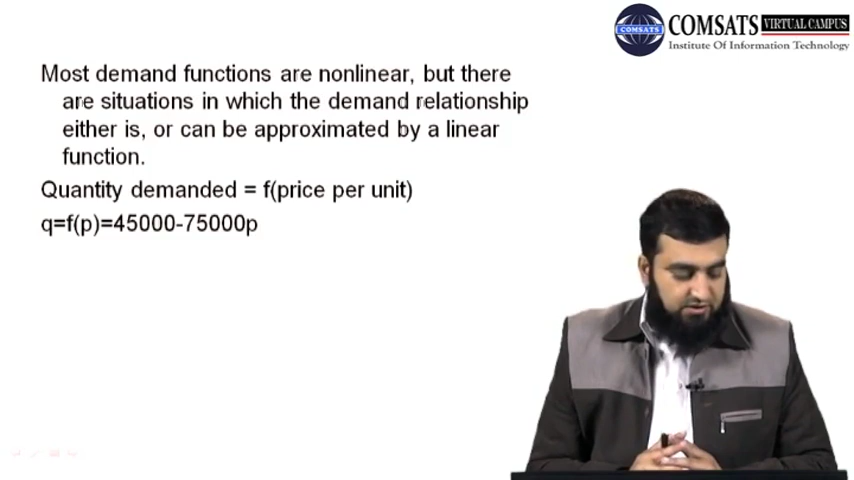 COMSATS
COMSATS VIRTUAL CAMPUS
Institute Of Information Technology
Most demand functions are nonlinear, but there
are situations in which the demand relationship
either is, or can be approximated by a linear
function.
Quantity demanded = f(price per unit)
q=f(p)=45000-75000p